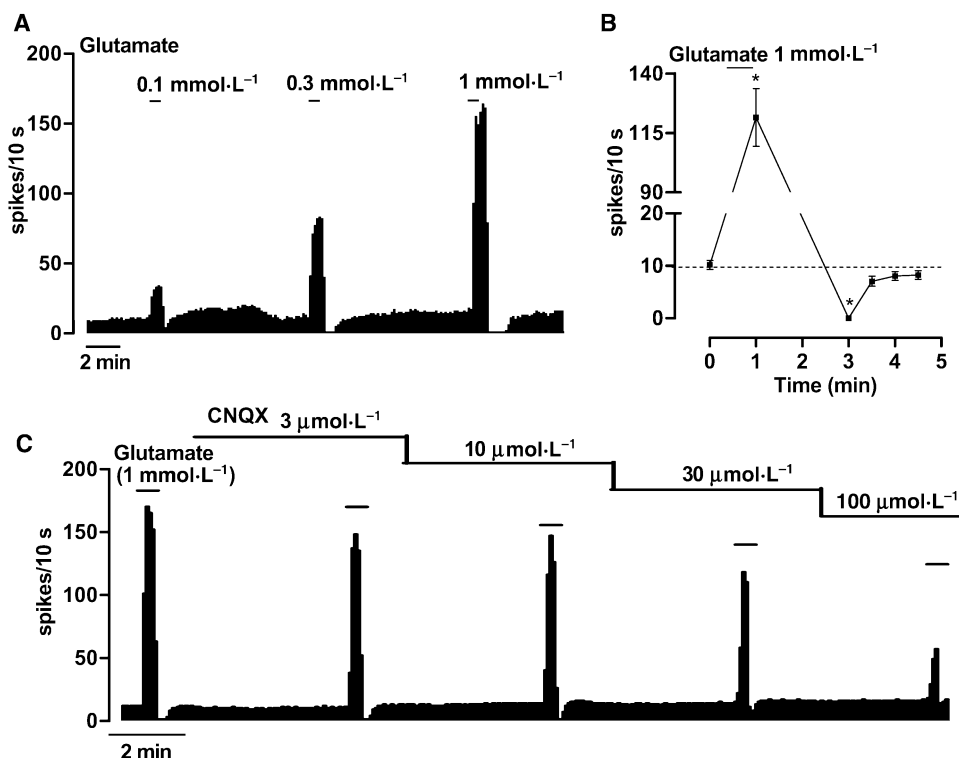 A
Glutamate
0.1 mmol·L⁻¹
0.3 mmol·L⁻¹
1 mmol·L⁻¹
200
150
100
50
0
spikes/10 s
2 min
B
Glutamate 1 mmol·L⁻¹
140
115
90
20
10
0
spikes/10 s
*
*
0 1 2 3 4 5
Time (min)
C
CNQX 3 µmol·L⁻¹
10 µmol·L⁻¹
30 µmol·L⁻¹
100 µmol·L⁻¹
Glutamate
(1 mmol·L⁻¹)
200
150
100
50
0
spikes/10 s
2 min